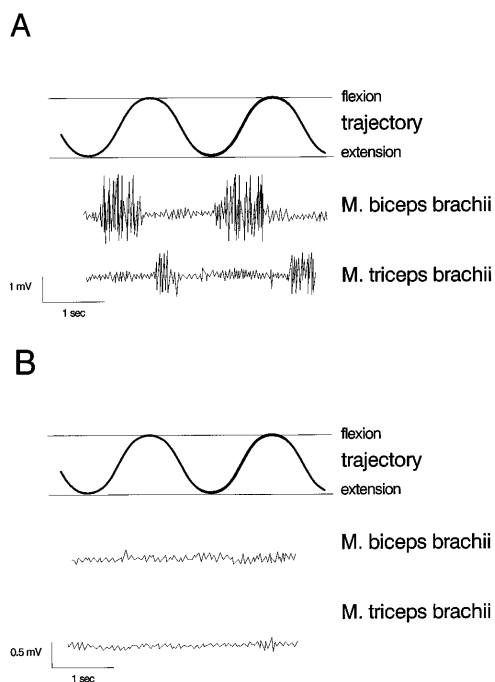 A
flexion
trajectory
extension
M. biceps brachii
M. triceps brachii
1 mV
1 sec
B
flexion
trajectory
extension
M. biceps brachii
M. triceps brachii
0.5 mV
1 sec